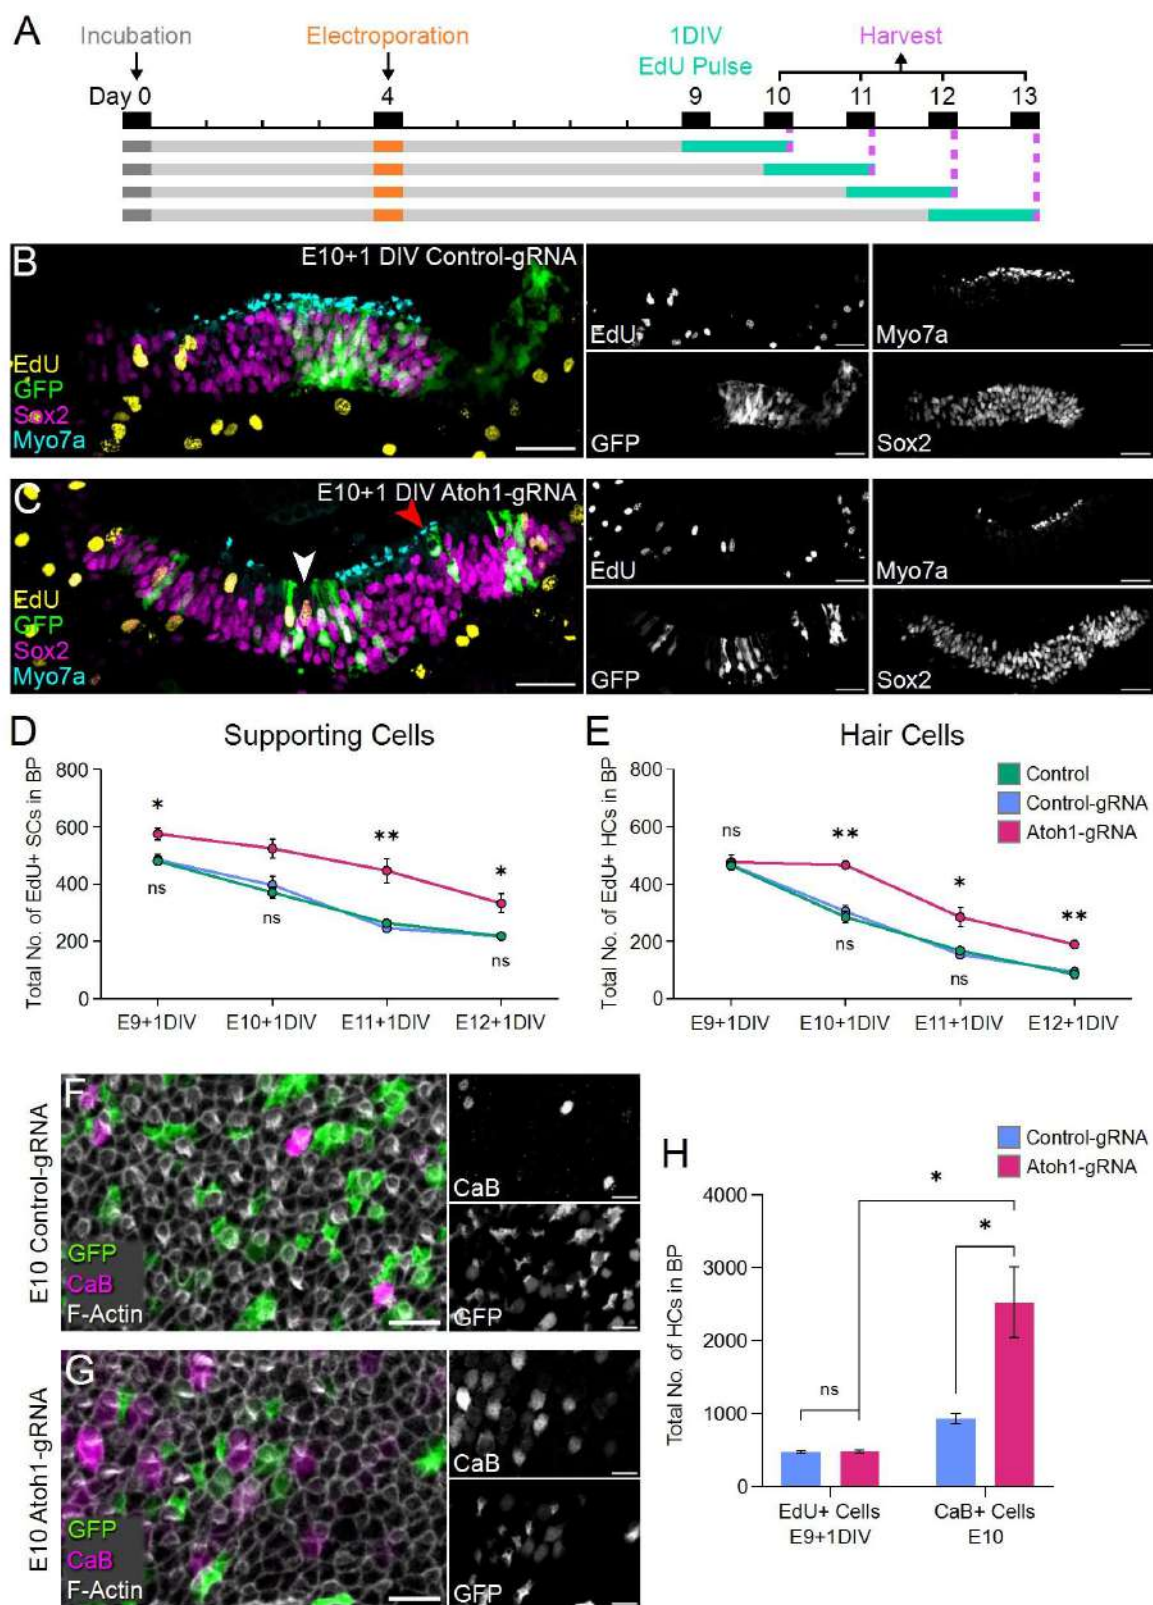 A
Incubation
Electroporation
1DIV
EdU Pulse
Harvest
Day 0
4
9
10
11
12
13
B
E10+1 DIV Control-gRNA
EdU
GFP
Sox2
Myo7a
EdU
Myo7a
GFP
Sox2
C
E10+1 DIV Atoh1-gRNA
EdU
GFP
Sox2
Myo7a
EdU
Myo7a
GFP
Sox2
D
Supporting Cells
Total No. of EdU+ SCs in BP
800
600
400
200
0
*
**
*
ns
ns
ns
E9+1DIV
E10+1DIV
E11+1DIV
E12+1DIV
E
Hair Cells
Control
Control-gRNA
Atoh1-gRNA
Total No. of EdU+ HCs in BP
800
600
400
200
0
ns
**
*
**
ns
ns
E9+1DIV
E10+1DIV
E11+1DIV
E12+1DIV
F
E10 Control-gRNA
GFP
CaB
F-Actin
CaB
GFP
G
E10 Atoh1-gRNA
GFP
CaB
F-Actin
CaB
GFP
H
Control-gRNA
Atoh1-gRNA
Total No. of HCs in BP
4000
3000
2000
1000
0
*
*
ns
EdU+ Cells
E9+1DIV
CaB+ Cells
E10